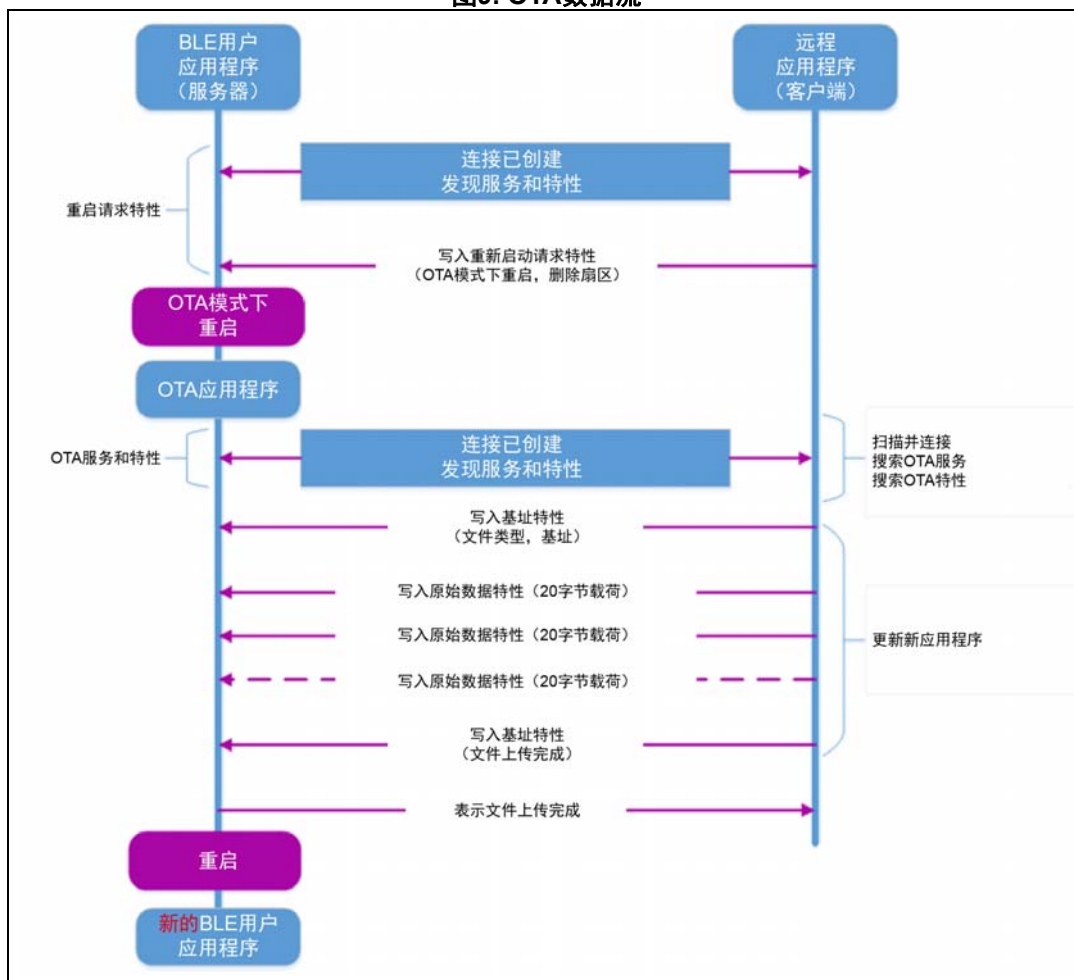 图9. OTA数据流
BLE用户
应用程序
（服务器）
远程
应用程序
（客户端）
连接已创建
发现服务和特性
重启请求特性
写入重新启动请求特性
（OTA模式下重启，删除扇区）
OTA模式下
重启
OTA应用程序
连接已创建
发现服务和特性
OTA服务和特性
扫描并连接
搜索OTA服务
搜索OTA特性
写入基址特性
（文件类型，基址）
写入原始数据特性（20字节载荷）
写入原始数据特性（20字节载荷）
更新新应用程序
写入原始数据特性（20字节载荷）
写入基址特性
（文件上传完成）
表示文件上传完成
重启
新的BLE用户
应用程序